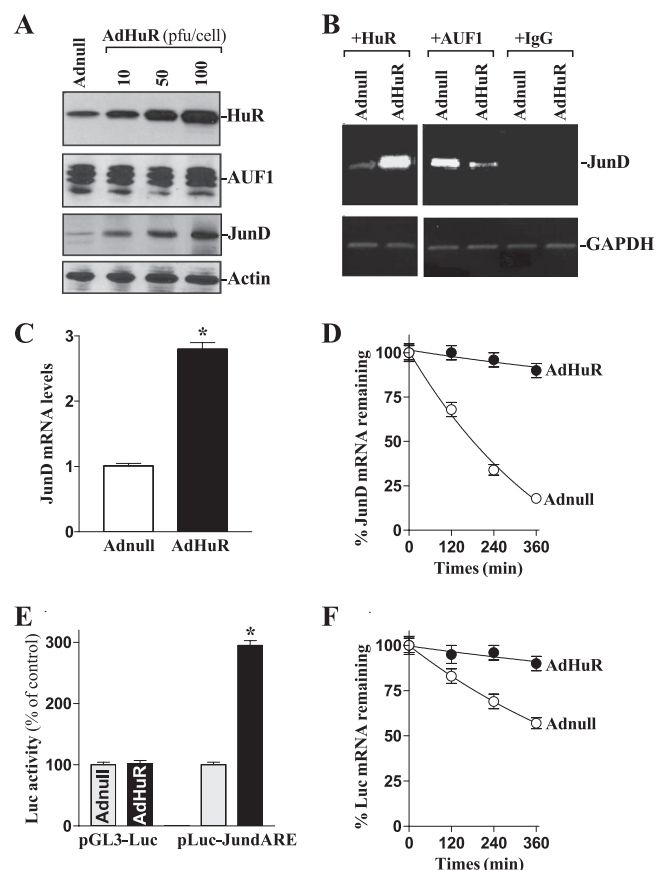 A
Adnull
AdHuR (pfu/cell)
10 50 100
HuR
AUF1
JunD
Actin
B
+HuR +AUF1 +IgG
Adnull AdHuR Adnull AdHuR Adnull AdHuR
JunD
GAPDH
C
JunD mRNA levels
3
2
1
0
*
Adnull AdHuR
D
% JunD mRNA remaining
100
75
50
25
0
AdHuR
Adnull
0 120 240 360
Times (min)
E
Luc activity (% of control)
300
200
100
0
*
Adnull AdHuR
pGL3-Luc pLuc-JundARE
F
% Luc mRNA remaining
100
75
50
25
0
AdHuR
Adnull
0 120 240 360
Times (min)